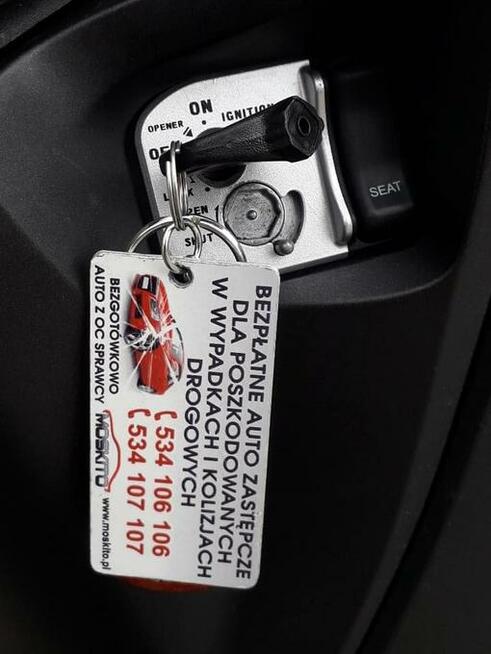 ON
IGNITION
OPENER
SEAT
SHUT
BEZPŁATNE AUTO ZASTĘPCZE
DLA POSZKODOWANYCH
W WYPADKACH I KOLIZJACH
DROGOWYCH
534 106 106
534 107 107
BEZGOTÓWKOWO
AUTO Z OC SPRAWCY
MOSKITO
www.moskito.pl